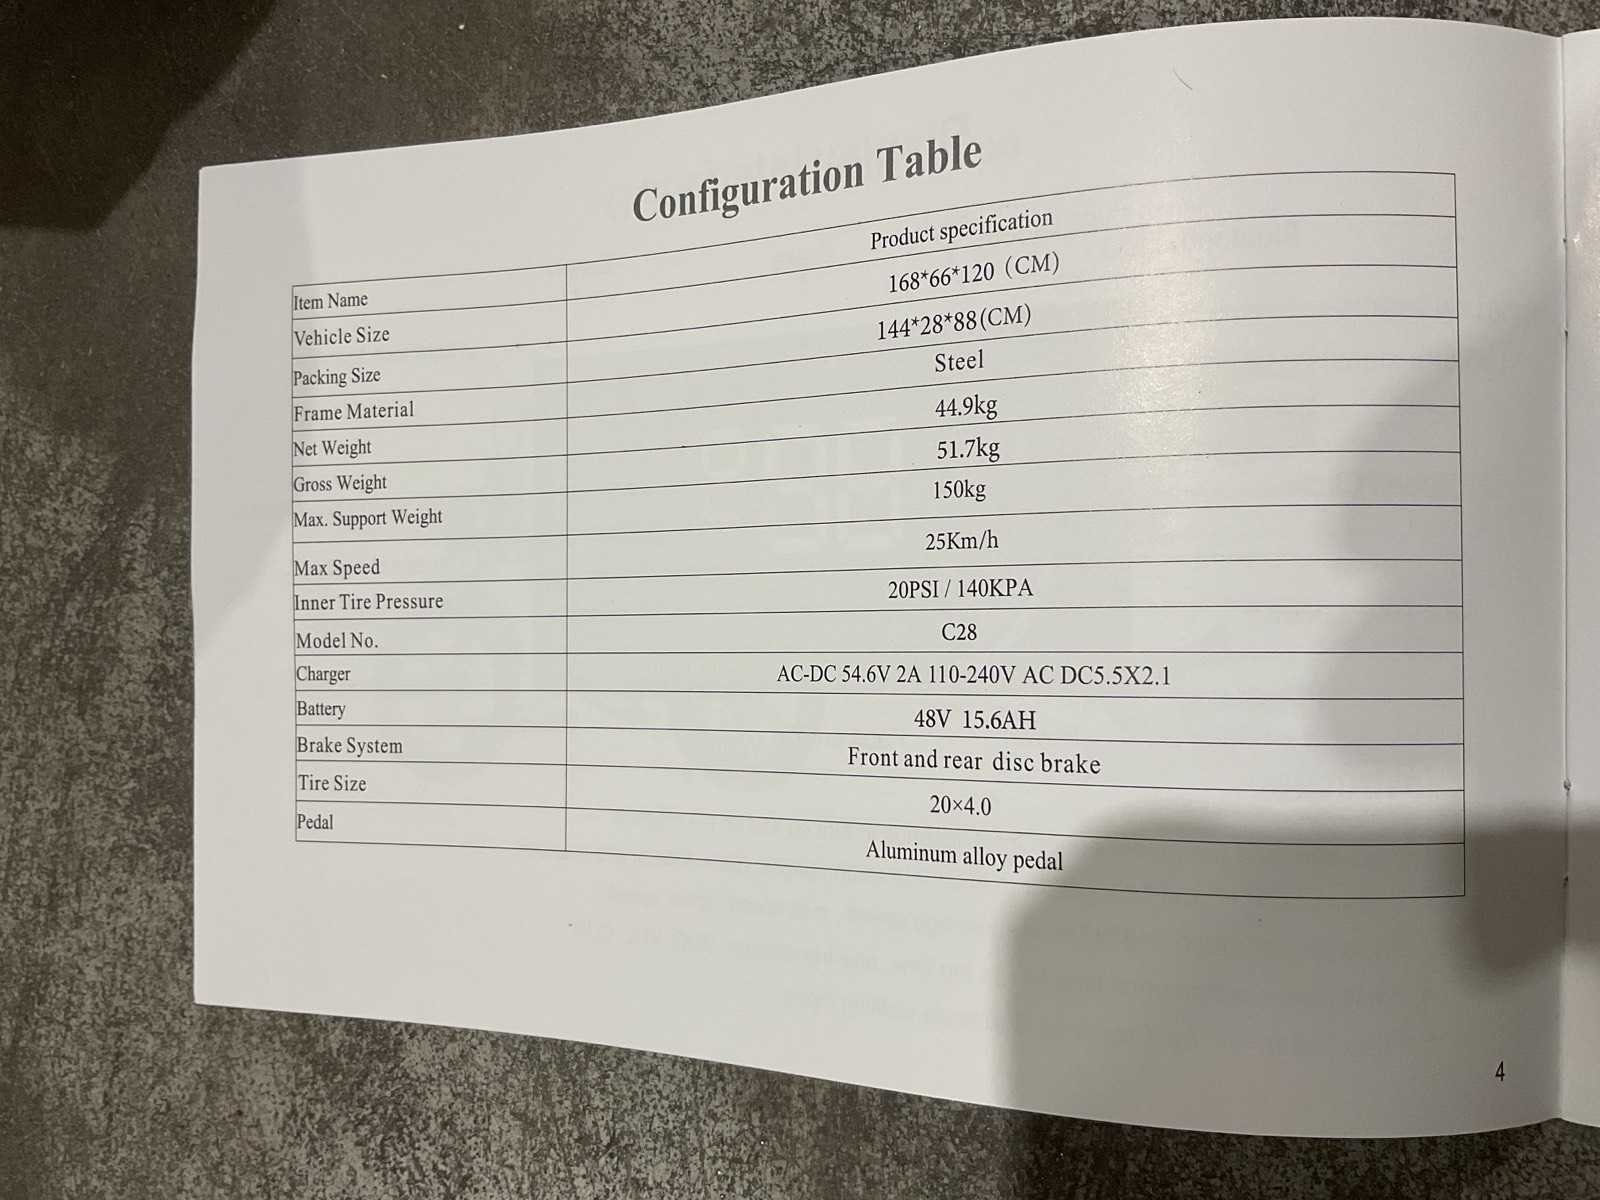 Configuration Table
Item Name Product specification
Vehicle Size 168*66*120（CM）
Packing Size 144*28*88(CM)
Frame Material Steel
Net Weight 44.9kg
Gross Weight 51.7kg
Max. Support Weight 150kg
Max Speed 25Km/h
Inner Tire Pressure 20PSI / 140KPA
Model No. C28
Charger AC-DC 54.6V 2A 110-240V AC DC5.5X2.1
Battery 48V 15.6AH
Brake System Front and rear disc brake
Tire Size 20×4.0
Pedal Aluminum alloy pedal
4